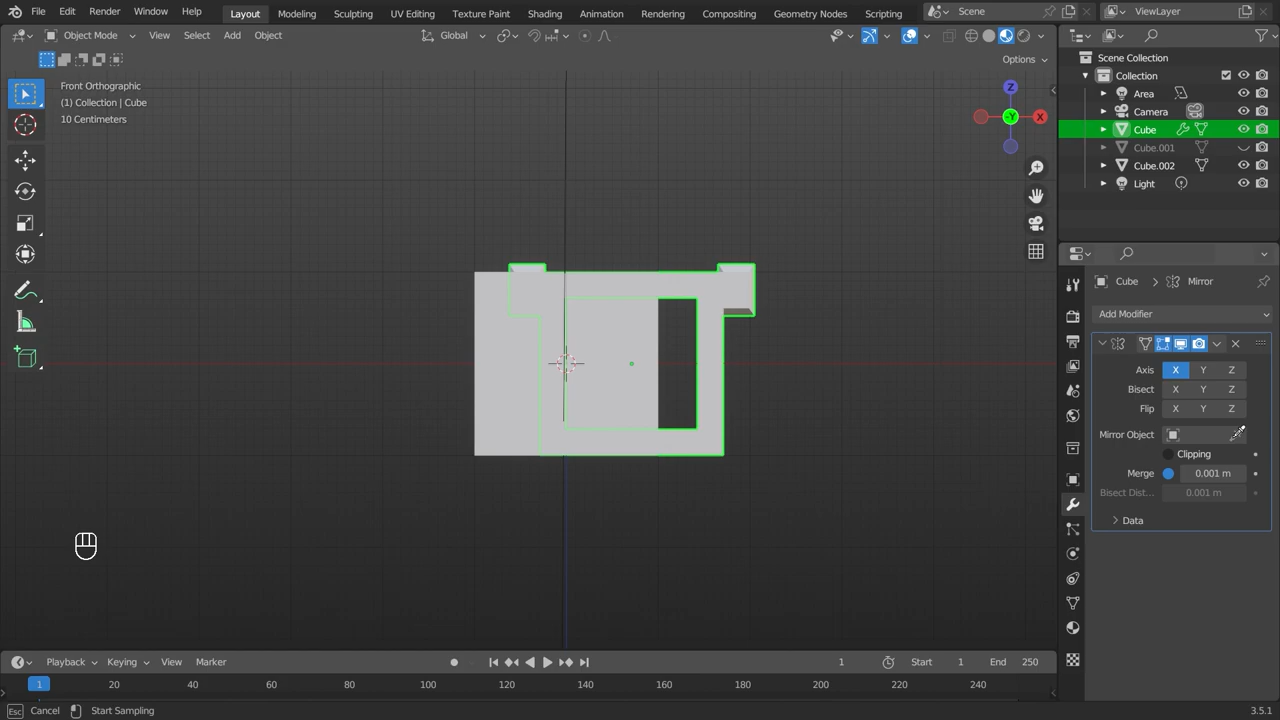 File Edit Render Window Help Layout Modeling Sculpting UV Editing Texture Paint Shading Animation Rendering Compositing Geometry Nodes Scripting Scene ViewLayer
Object Mode View Select Add Object Global
Options
Front Orthographic
(1) Collection | Cube
10 Centimeters
Z
Y
X
Scene Collection
Collection
Area
Camera
Cube
Cube.001
Cube.002
Light
Cube Mirror
Add Modifier
Axis X Y Z
Bisect X Y Z
Flip X Y Z
Mirror Object
Clipping
Merge 0.001 m
Bisect Dist... 0.001 m
Data
Playback Keying View Marker 1 Start 1 End 250
1 20 40 60 80 100 120 140 160 180 200 220 240
Esc Cancel Start Sampling 3.5.1